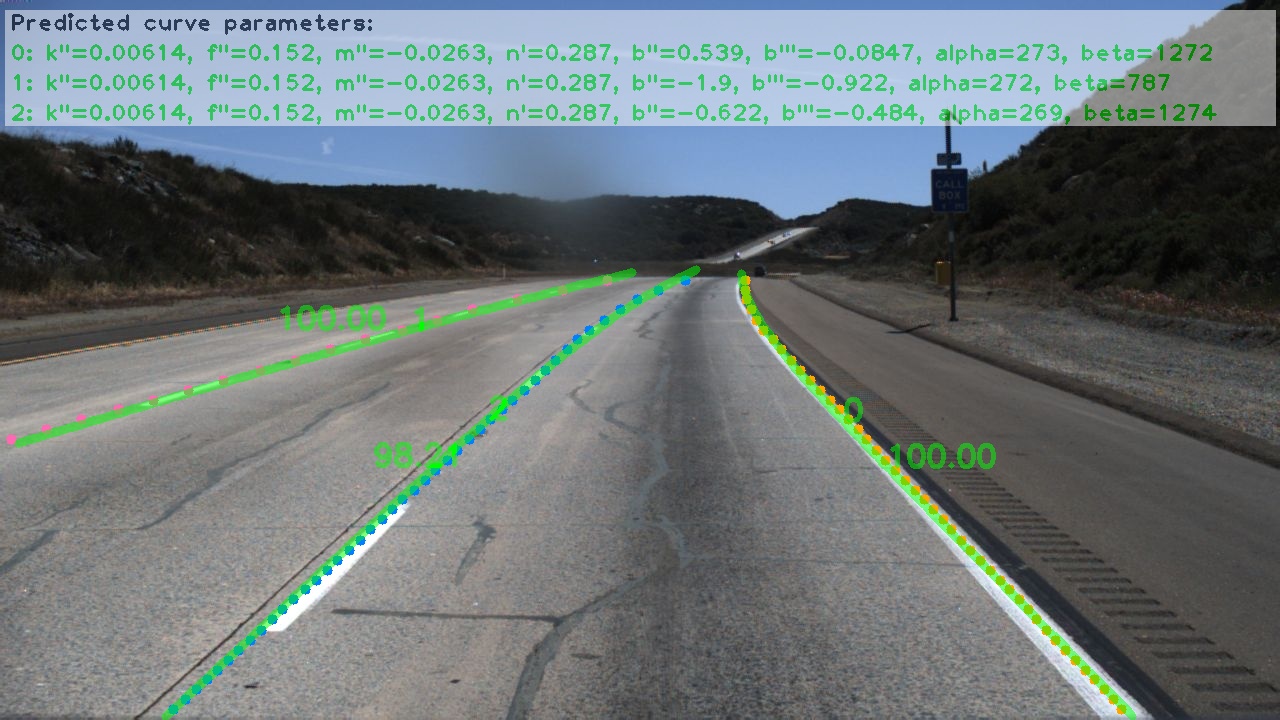 Predicted curve parameters:
0: k''=0.00614, f''=0.152, m''=−0.0263, n'=0.287, b''=0.539, b'''=−0.0847, alpha=273, beta=1272
1: k''=0.00614, f''=0.152, m''=−0.0263, n'=0.287, b''=−1.9, b'''=−0.922, alpha=272, beta=787
2: k''=0.00614, f''=0.152, m''=−0.0263, n'=0.287, b''=−0.622, b'''=−0.484, alpha=269, beta=1274
CALL
BOX
100.00 1
2
0
98.2
100.00